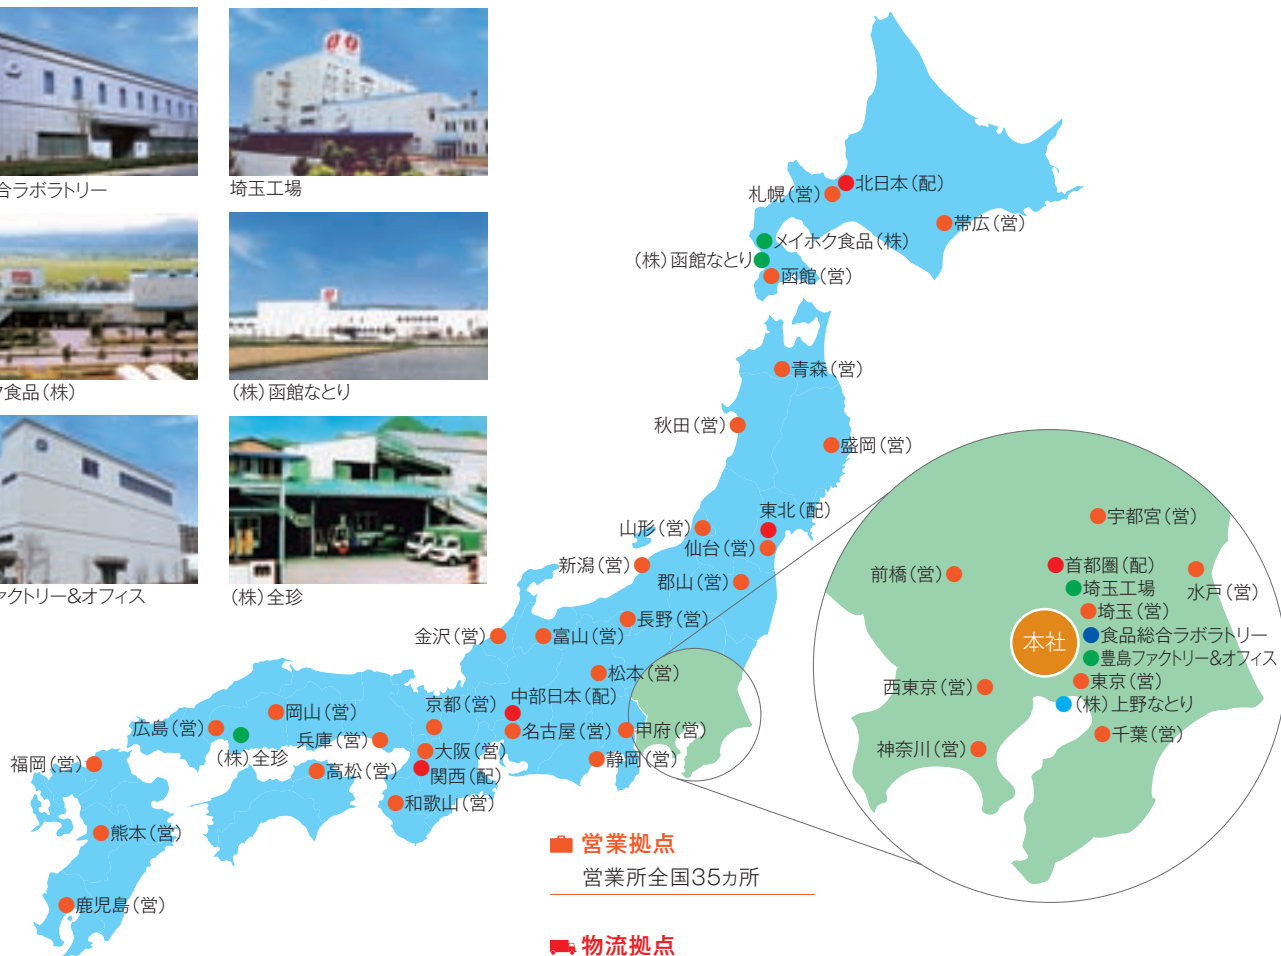 合ラボラトリー
埼玉工場
ク食品(株)
(株)函館なとり
ァクトリー&オフィス
(株)全珍
北日本(配)
札幌(営)
帯広(営)
メイホク食品(株)
(株)函館なとり
函館(営)
青森(営)
秋田(営)
盛岡(営)
東北(配)
山形(営)
仙台(営)
新潟(営)
郡山(営)
長野(営)
金沢(営)
富山(営)
松本(営)
中部日本(配)
京都(営)
岡山(営)
広島(営)
兵庫(営)
名古屋(営)
甲府(営)
大阪(営)
(株)全珍
静岡(営)
福岡(営)
高松(営)
関西(配)
和歌山(営)
熊本(営)
鹿児島(営)
宇都宮(営)
首都圏(配)
前橋(営)
埼玉工場
水戸(営)
埼玉(営)
本社
食品総合ラボラトリー
豊島ファクトリー&オフィス
西東京(営)
東京(営)
(株)上野なとり
千葉(営)
神奈川(営)
営業拠点
営業所全国35ヵ所
物流拠点